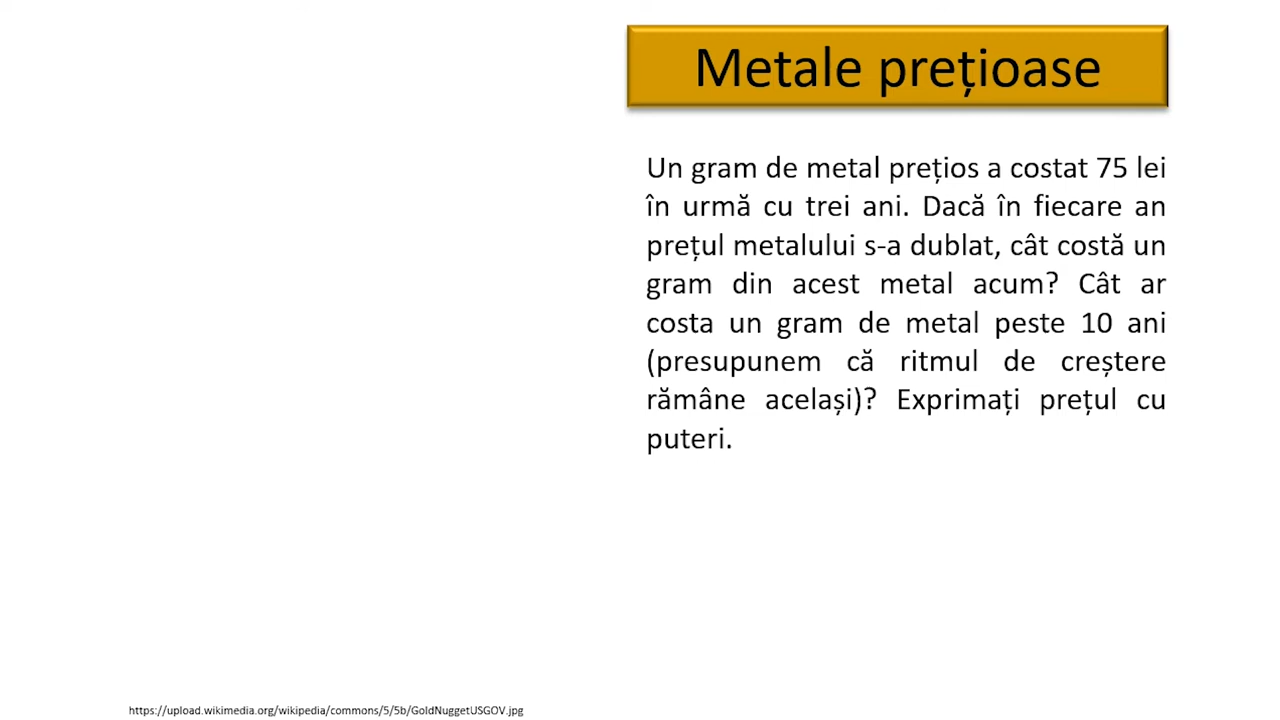 Metale prețioase
Un gram de metal prețios a costat 75 lei
în urmă cu trei ani. Dacă în fiecare an
prețul metalului s-a dublat, cât costă un
gram din acest metal acum? Cât ar
costa un gram de metal peste 10 ani
(presupunem că ritmul de creștere
rămâne același)? Exprimați prețul cu
puteri.
https://upload.wikimedia.org/wikipedia/commons/5/5b/GoldNuggetUSGOV.jpg